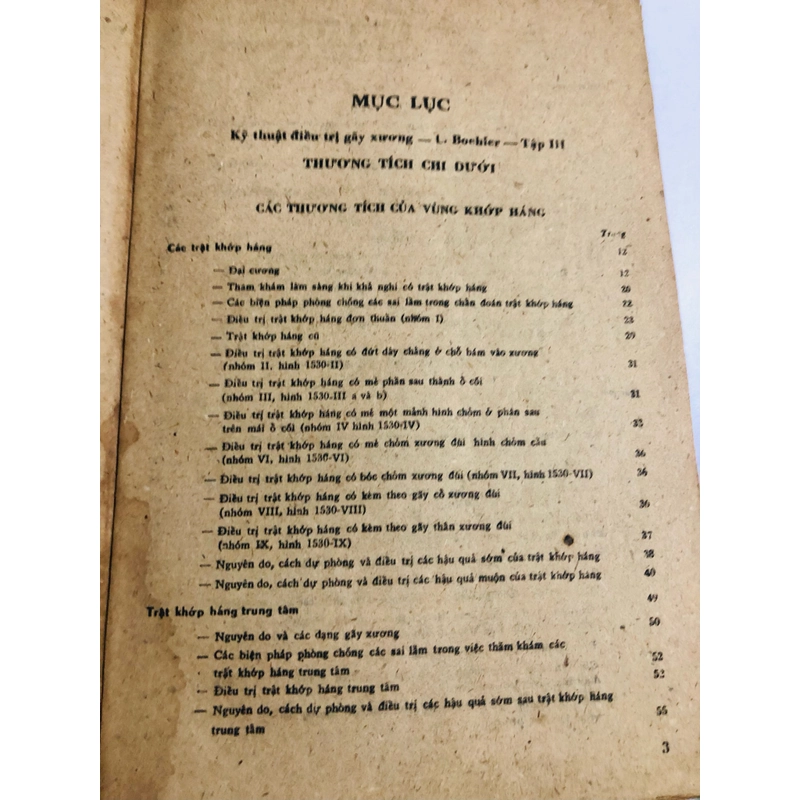 MỤC LỤC
Kỹ thuật điều trị gãy xương — L. Boehler — Tập III
THƯƠNG TÍCH CHI DƯỚI
CÁC THƯƠNG TÍCH CỦA VÙNG KHỚP HÁNG
Trang
Các trật khớp háng 12
— Đại cương 12
— Thăm khám lâm sàng khi khả nghi có trật khớp háng 20
— Các biện pháp phòng chống các sai lầm trong chẩn đoán trật khớp háng 22
— Điều trị trật khớp háng đơn thuần (nhóm I) 23
— Trật khớp háng cũ 29
— Điều trị trật khớp háng có đứt dây chằng ở chỗ bám vào xương
(nhóm II, hình 1530-II) 31
— Điều trị trật khớp háng có mẻ phần sau thành ổ cối
(nhóm III, hình 1530-III a và b) 31
— Điều trị trật khớp háng có mẻ một mảnh hình chỏm ở phần sau
trên mái ổ cối (nhóm IV hình 1530-IV) 33
— Điều trị trật khớp háng có mẻ chỏm xương đùi hình chỏm cầu
(nhóm VI, hình 1530-VI) 36
— Điều trị trật khớp háng có bóc chỏm xương đùi (nhóm VII, hình 1530-VII) 36
— Điều trị trật khớp háng có kèm theo gãy cổ xương đùi
(nhóm VIII, hình 1530-VIII) 36
— Điều trị trật khớp háng có kèm theo gãy thân xương đùi
(nhóm IX, hình 1530-IX) 37
— Nguyên do, cách dự phòng và điều trị các hậu quả sớm của trật khớp háng 38
— Nguyên do, cách dự phòng và điều trị các hậu quả muộn của trật khớp háng 40
Trật khớp háng trung tâm 49
— Nguyên do và các dạng gãy xương 50
— Các biện pháp phòng chống các sai lầm trong việc thăm khám các
trật khớp háng trung tâm 52
— Điều trị trật khớp háng trung tâm 52
— Nguyên do, cách dự phòng và điều trị các hậu quả sớm sau trật khớp háng
trung tâm 55
3